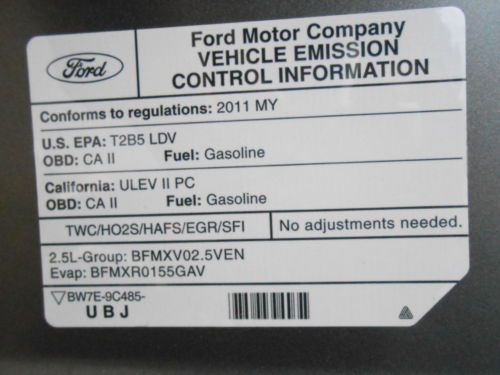 Ford
Ford Motor Company
VEHICLE EMISSION
CONTROL INFORMATION
Conforms to regulations: 2011 MY
U.S. EPA: T2B5 LDV
OBD: CA II Fuel: Gasoline
California: ULEV II PC
OBD: CA II Fuel: Gasoline
TWC/HO2S/HAFS/EGR/SFI No adjustments needed.
2.5L-Group: BFMXV02.5VEN
Evap: BFMXR0155GAV
▽BW7E-9C485-
UBJ